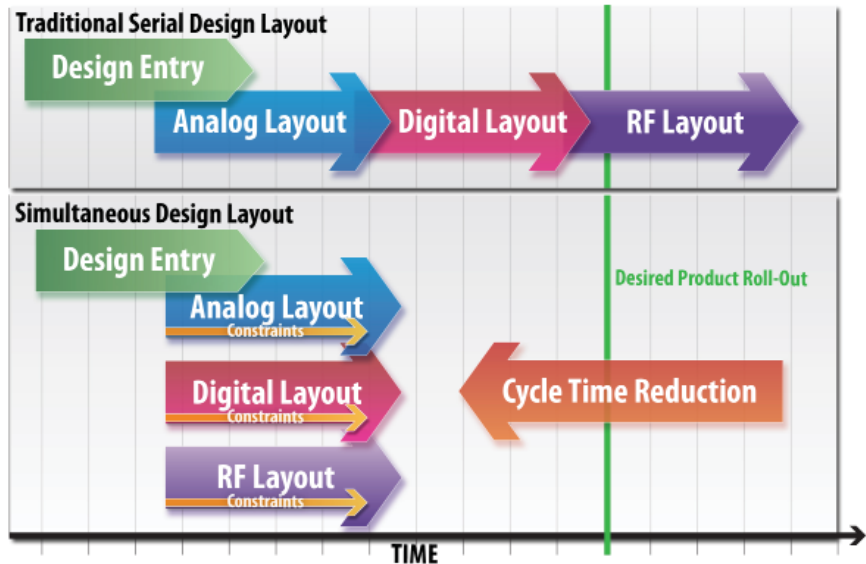 Traditional Serial Design Layout
Design Entry
Analog Layout
Digital Layout
RF Layout
Simultaneous Design Layout
Design Entry
Desired Product Roll-Out
Analog Layout
Constraints
Digital Layout
Constraints
Cycle Time Reduction
RF Layout
Constraints
TIME